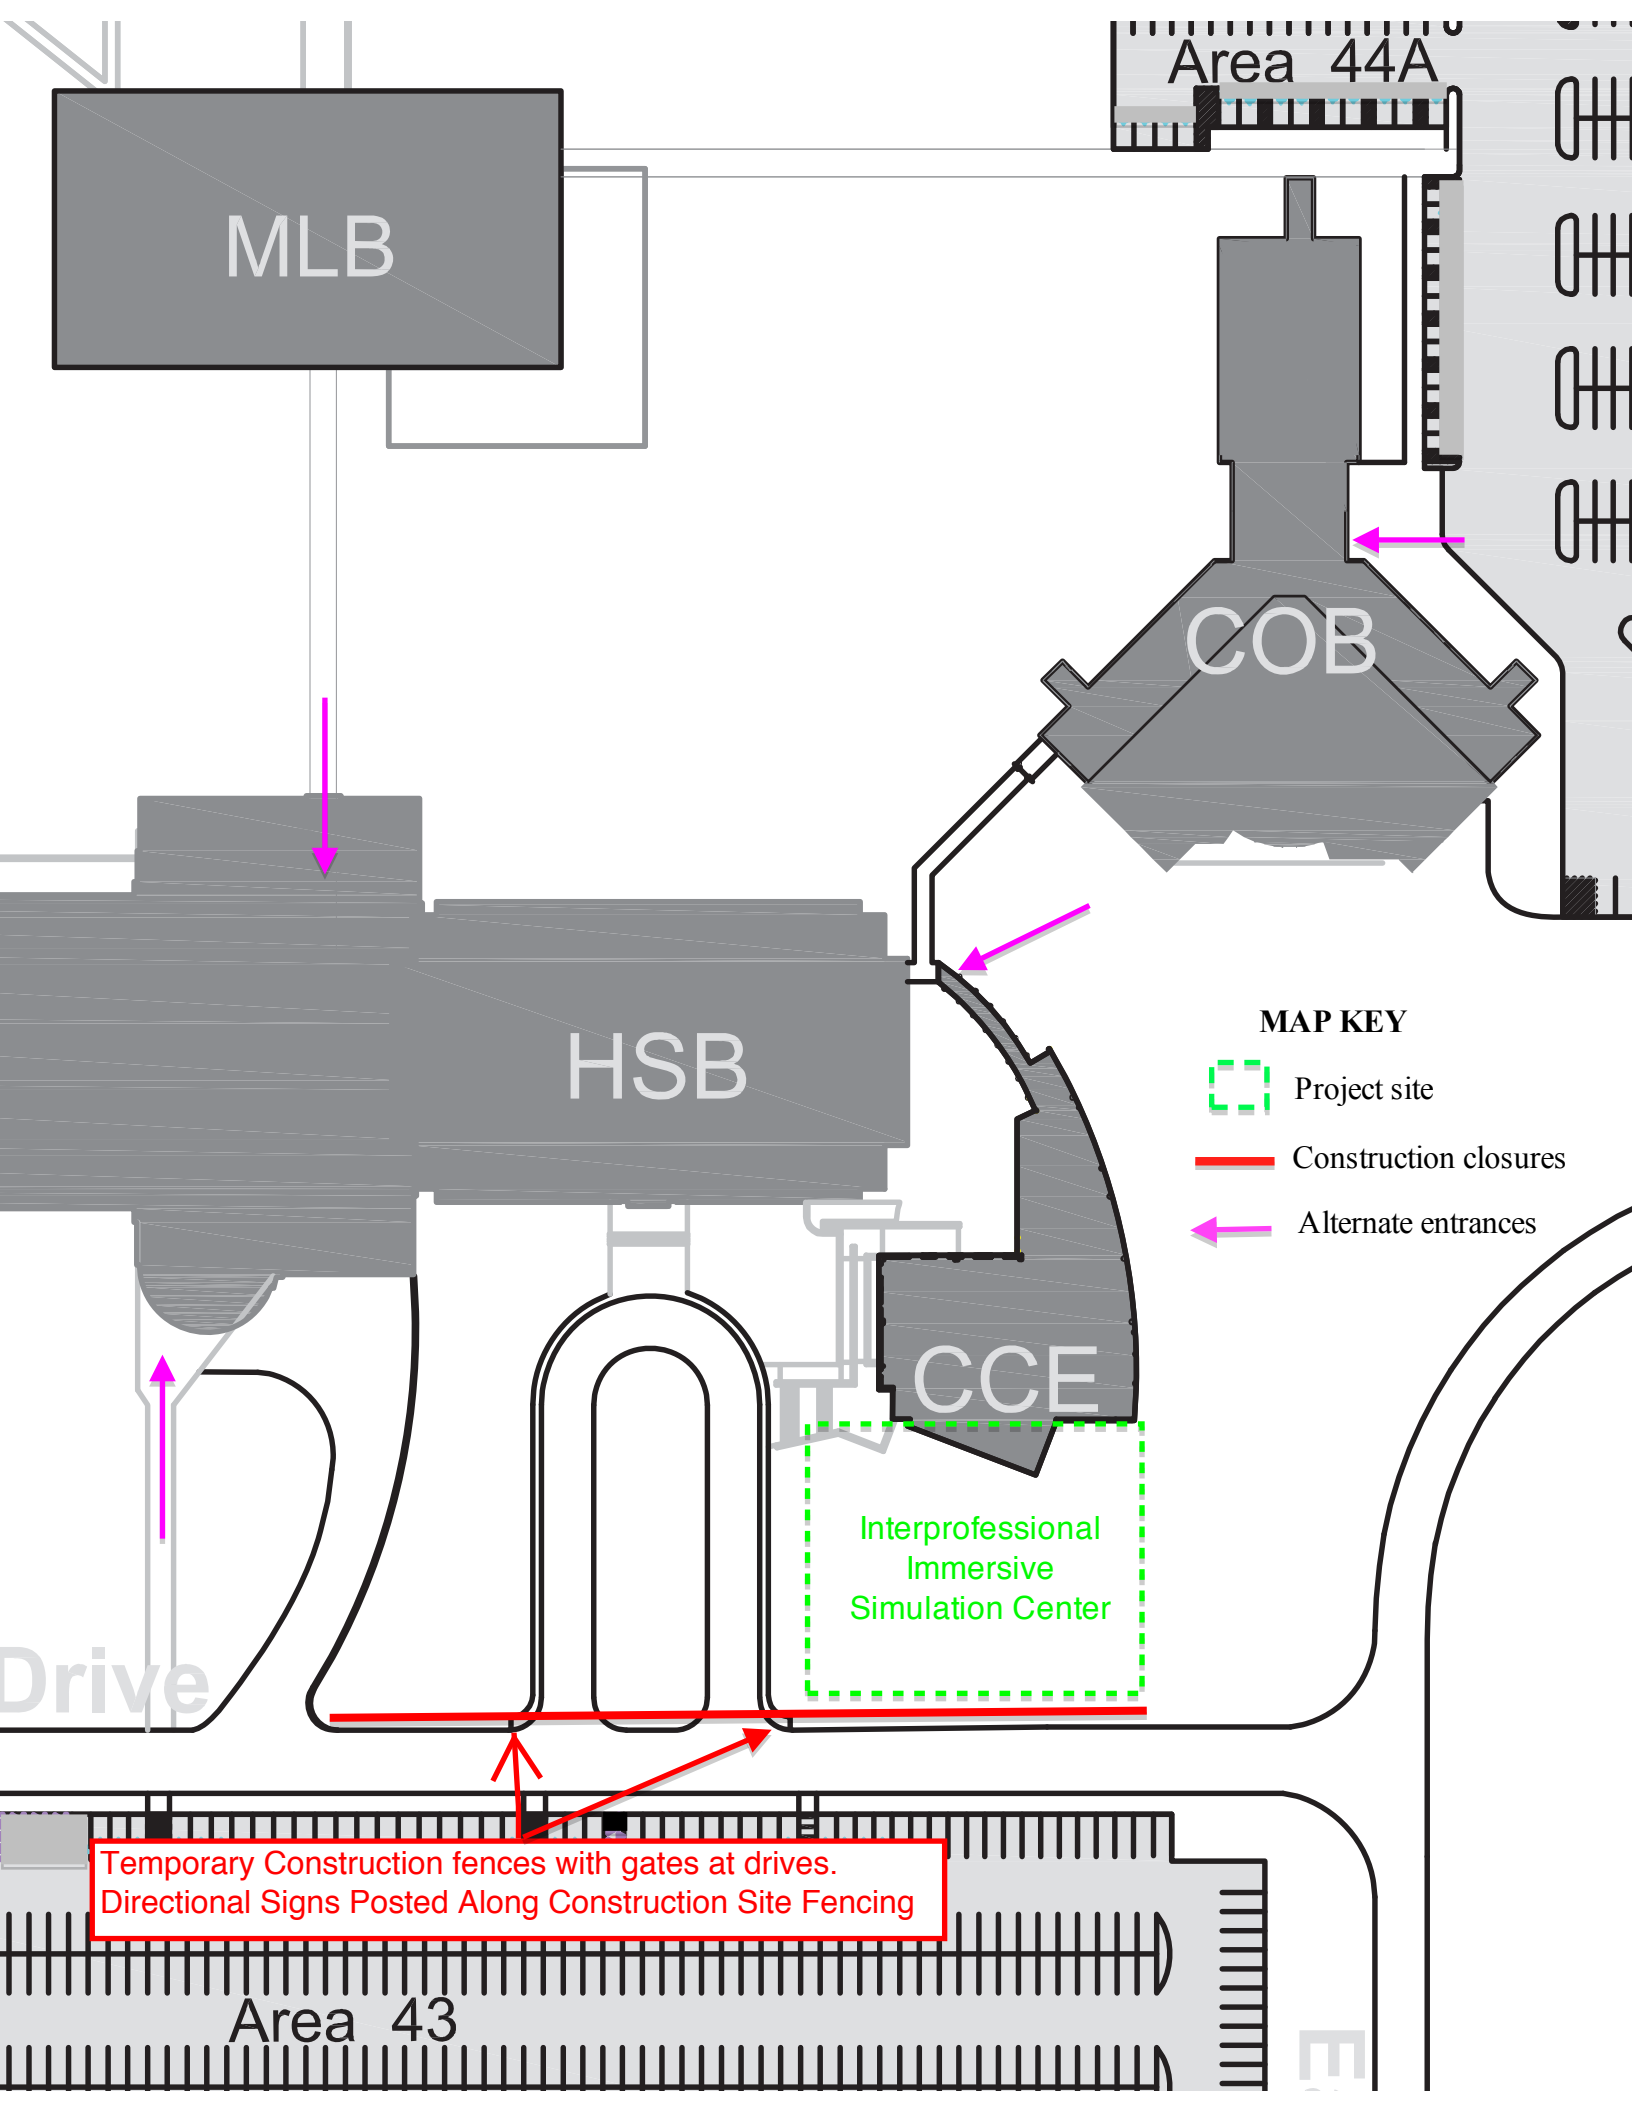 Area 44A
MLB
COB
HSB
MAP KEY
Project site
Construction closures
Alternate entrances
CCE
Interprofessional
Immersive
Simulation Center
Drive
Temporary Construction fences with gates at drives.
Directional Signs Posted Along Construction Site Fencing
Area 43